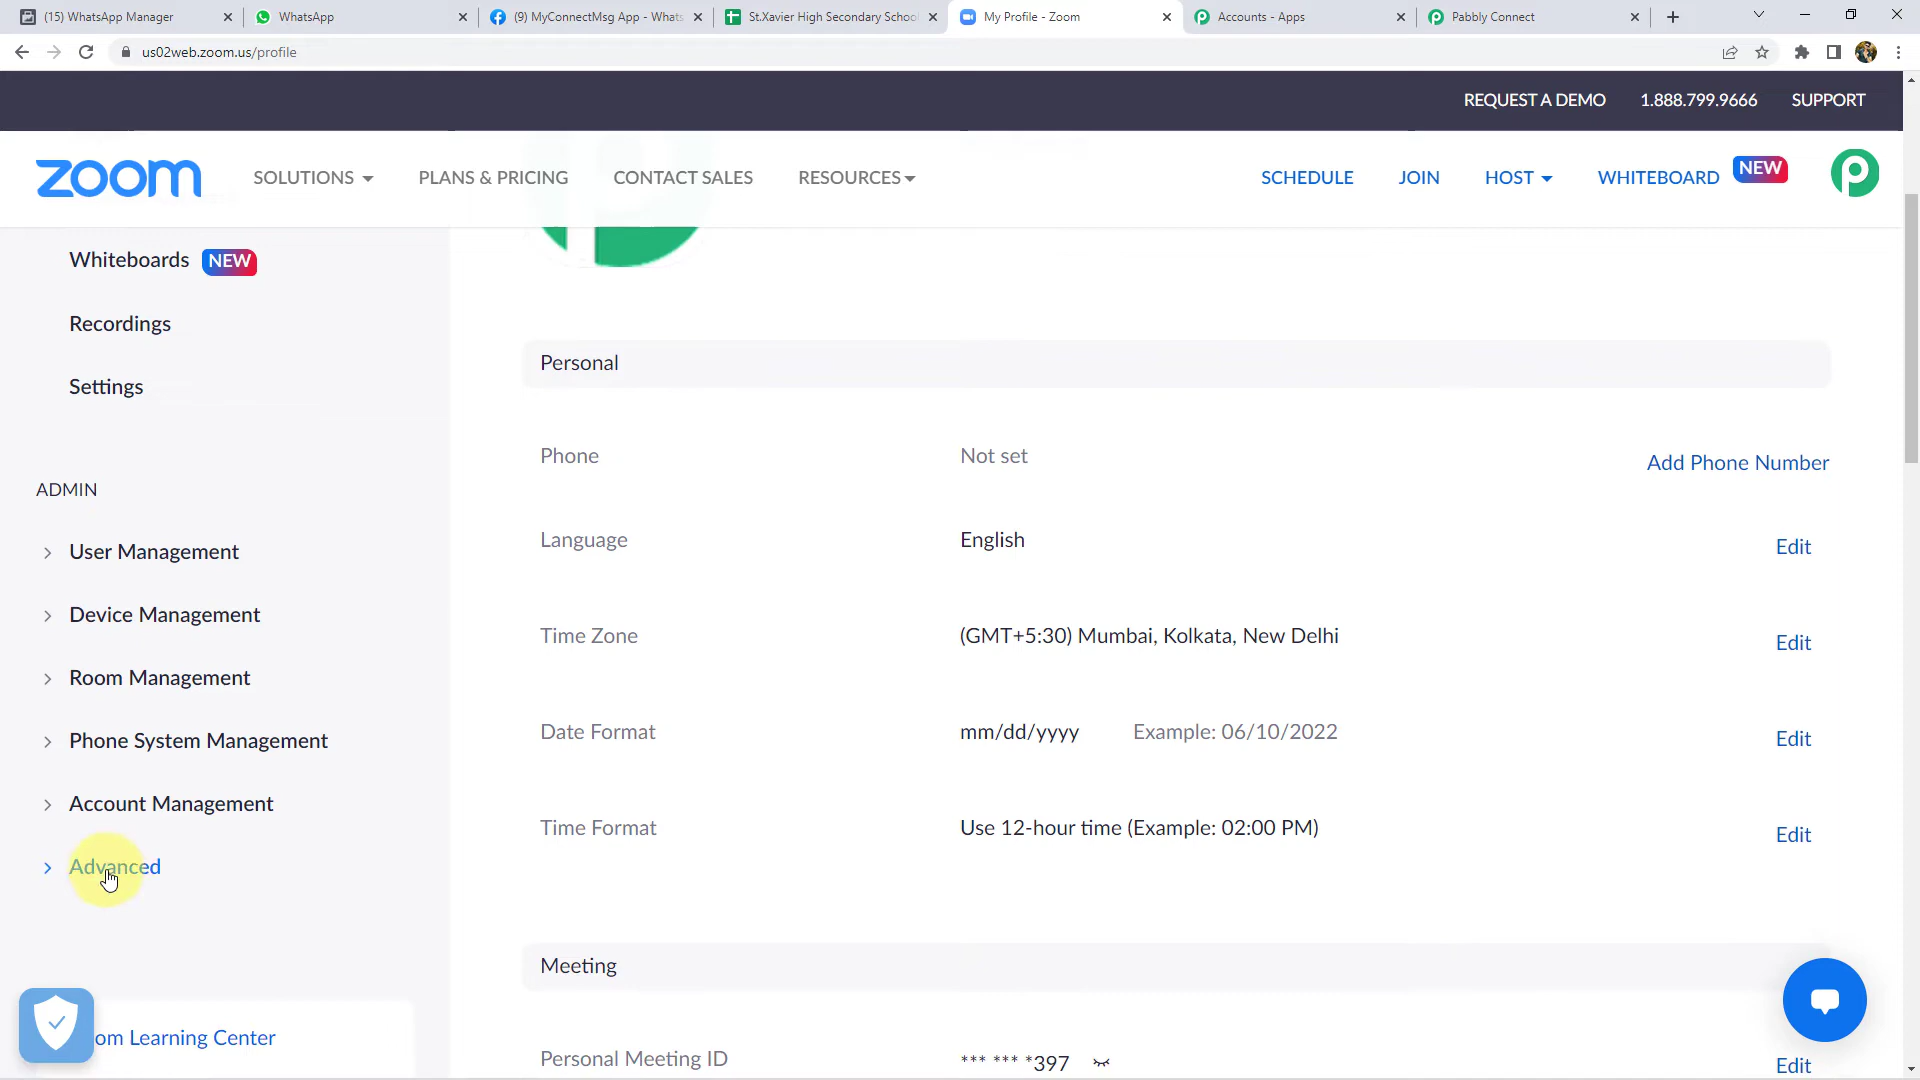 (15) WhatsApp Manager
WhatsApp
(9) MyConnectMsg App - Whats
St.Xavier High Secondary School
My Profile - Zoom
Accounts - Apps
Pabbly Connect
us02web.zoom.us/profile
REQUEST A DEMO
1.888.799.9666
SUPPORT
zoom
SOLUTIONS
PLANS & PRICING
CONTACT SALES
RESOURCES
SCHEDULE
JOIN
HOST
WHITEBOARD
NEW
Whiteboards NEW
Recordings
Settings
ADMIN
User Management
Device Management
Room Management
Phone System Management
Account Management
Advanced
om Learning Center
Personal
Phone
Not set
Add Phone Number
Language
English
Edit
Time Zone
(GMT+5:30) Mumbai, Kolkata, New Delhi
Edit
Date Format
mm/dd/yyyy
Example: 06/10/2022
Edit
Time Format
Use 12-hour time (Example: 02:00 PM)
Edit
Meeting
Personal Meeting ID
*** *** *397
Edit